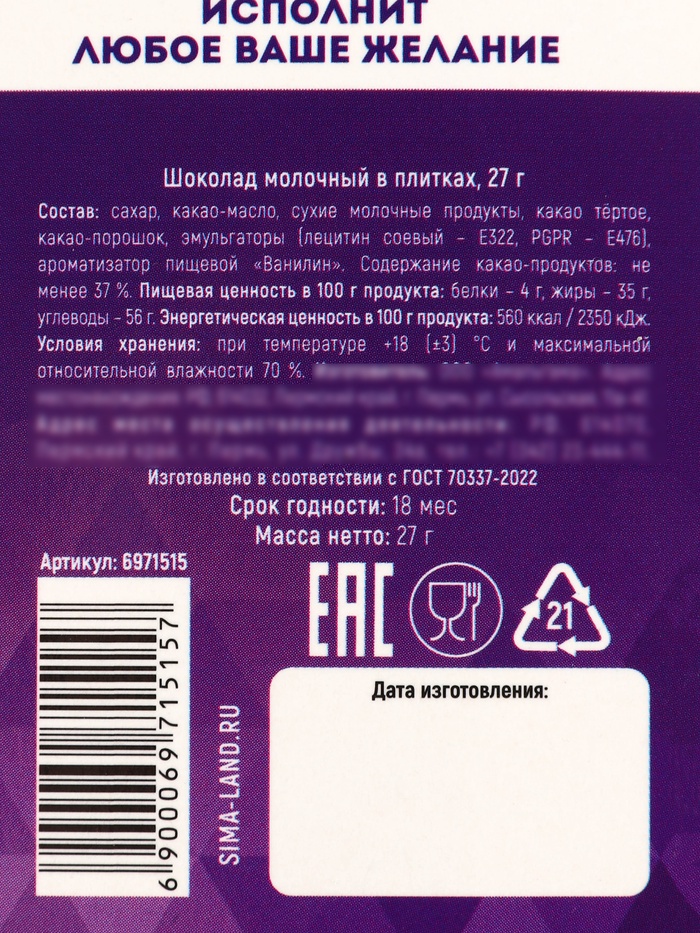 ИСПОЛНИТ
ЛЮБОЕ ВАШЕ ЖЕЛАНИЕ
Шоколад молочный в плитках, 27 г
Состав: сахар, какао-масло, сухие молочные продукты, какао тёртое,
какао-порошок, эмульгаторы (лецитин соевый – Е322, PGPR – Е476),
ароматизатор пищевой «Ванилин». Содержание какао-продуктов: не
менее 37 %. Пищевая ценность в 100 г продукта: белки – 4 г, жиры – 35 г,
углеводы – 56 г. Энергетическая ценность в 100 г продукта: 560 ккал / 2350 кДж.
Условия хранения: при температуре +18 (±3) °С и максимальной
относительной влажности 70 %.
Изготовлено в соответствии с ГОСТ 70337-2022
Срок годности: 18 мес
Масса нетто: 27 г
Артикул: 6971515
EAC
21
Дата изготовления:
SIMA-LAND.RU
6 900069 715157